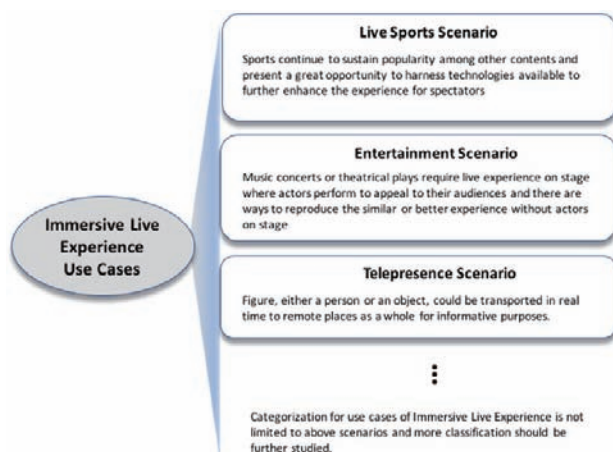 Immersive Live
Experience
Use Cases
Live Sports Scenario
Sports continue to sustain popularity among other contents and
present a great opportunity to harness technologies available to
further enhance the experience for spectators
Entertainment Scenario
Music concerts or theatrical plays require live experience on stage
where actors perform to appeal to their audiences and there are
ways to reproduce the similar or better experience without actors
on stage
Telepresence Scenario
Figure, either a person or an object, could be transported in real
time to remote places as a whole for informative purposes.
Categorization for use cases of Immersive Live Experience is not
limited to above scenarios and more classification should be
further studied.